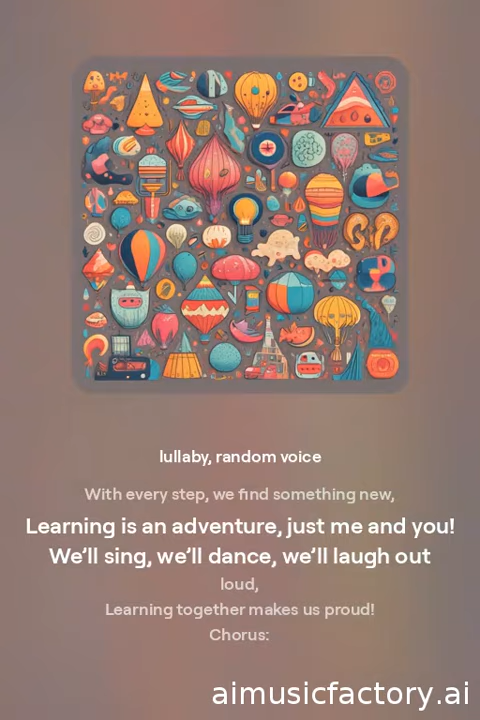 lullaby, random voice
With every step, we find something new,
Learning is an adventure, just me and you!
We'll sing, we'll dance, we'll laugh out
loud,
Learning together makes us proud!
Chorus:
aimusicfactory.ai